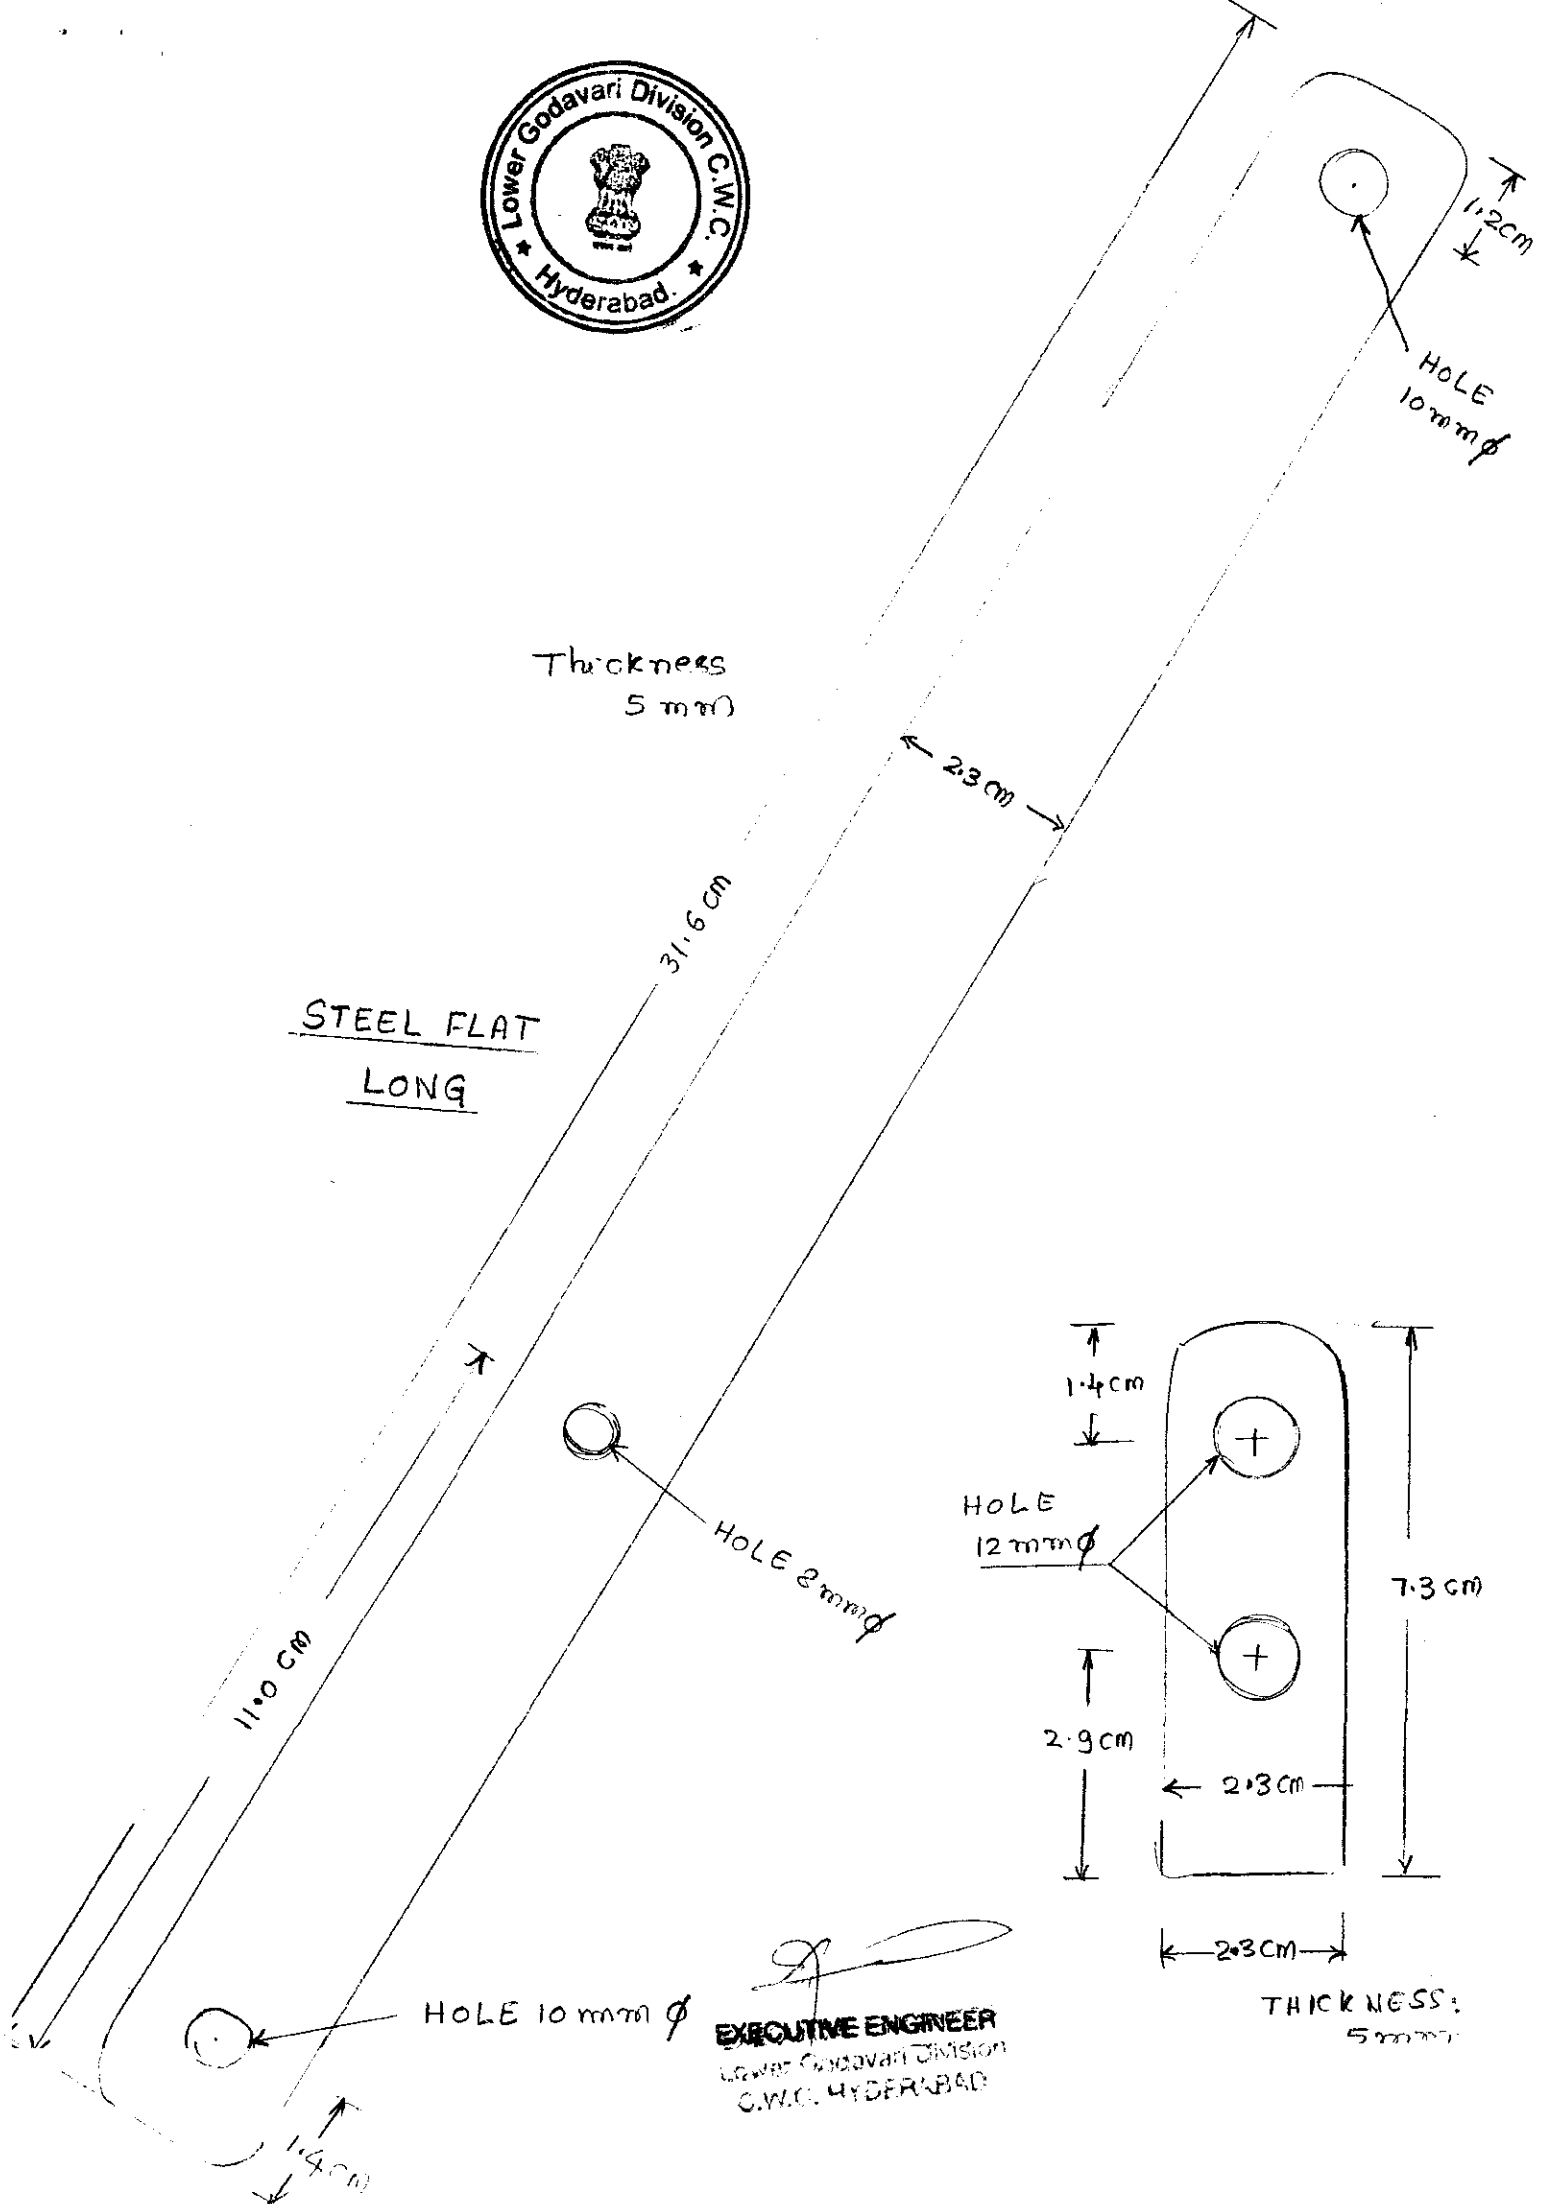 Lower Godavari Division C.W.C.
★ Hyderabad. ★
1.2cm
HOLE
10mmϕ
Thickness
5 mm
2.3 cm
31.6 cm
STEEL FLAT
LONG
HOLE 8mmϕ
11.0 cm
HOLE 10mm ϕ
1.4cm
1.4cm
HOLE
12mmϕ
7.3 cm
2.9cm
2.3cm
2.3cm
THICKNESS:
5mm
EXECUTIVE ENGINEER
Lower Godavari Division
C.W.C. HYDERABAD